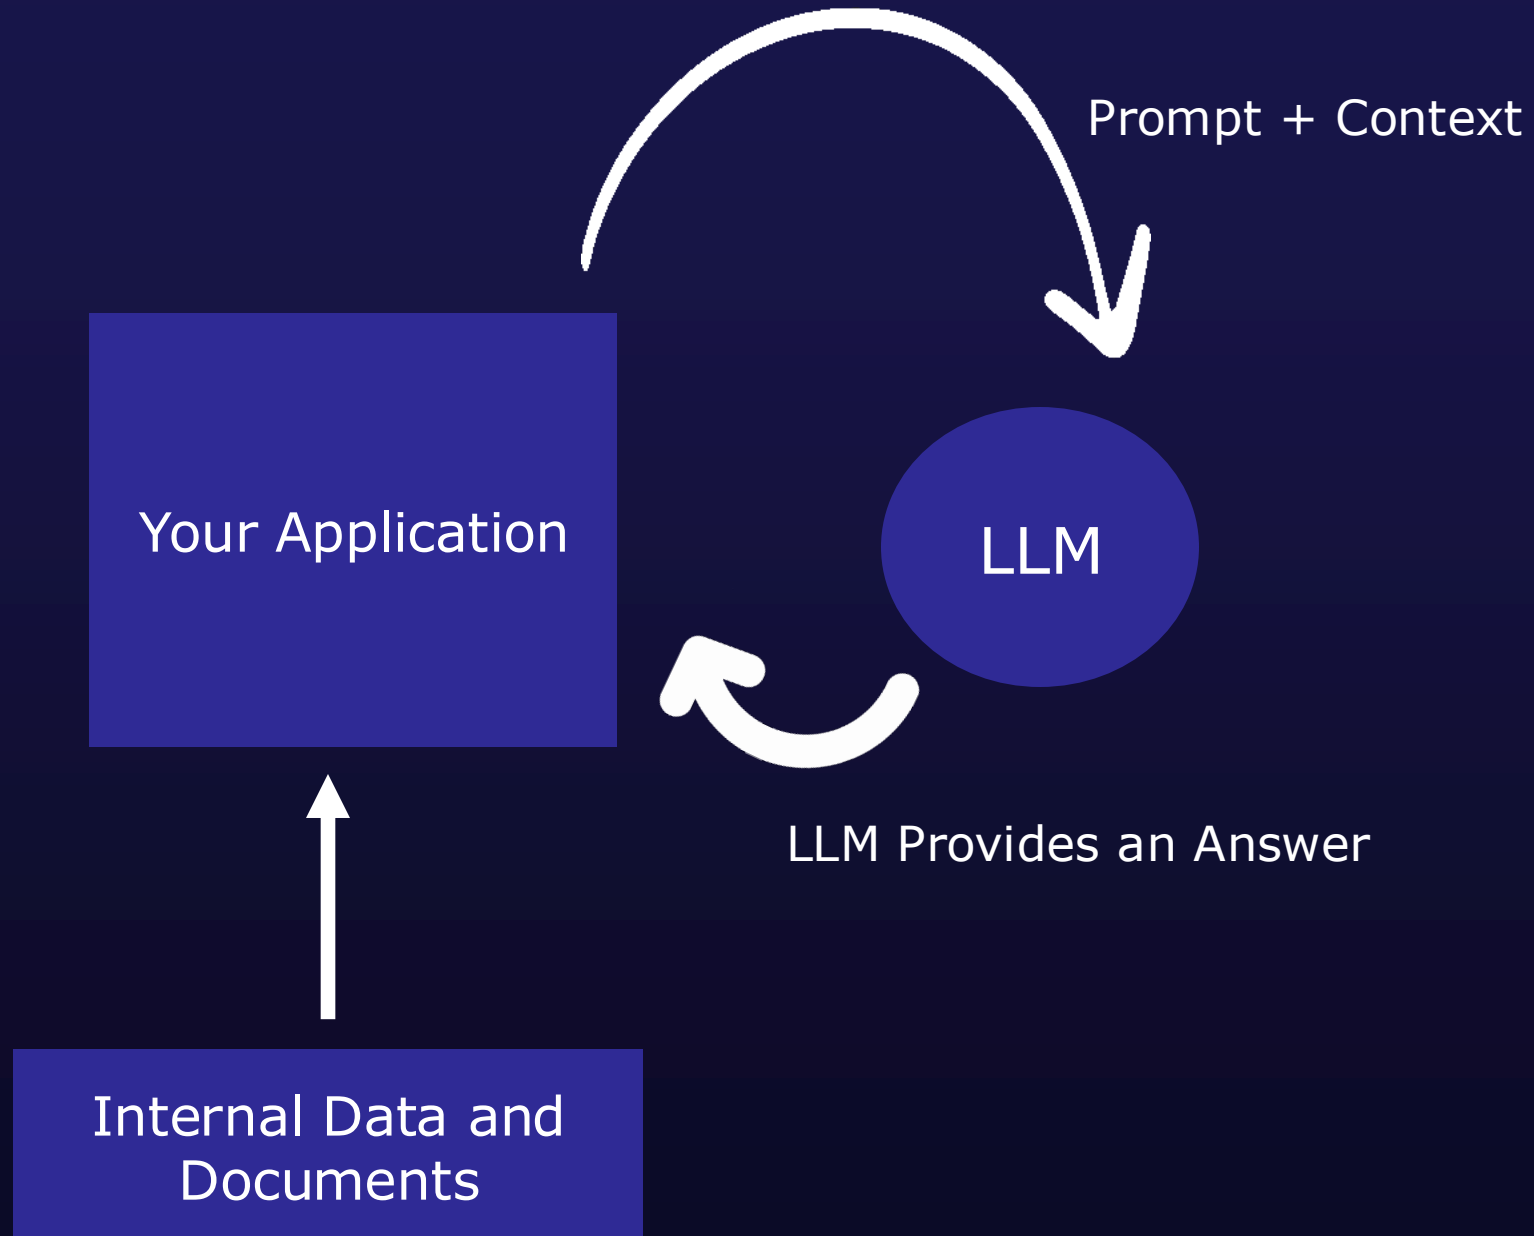 Prompt + Context
Your Application
LLM
LLM Provides an Answer
Internal Data and
Documents